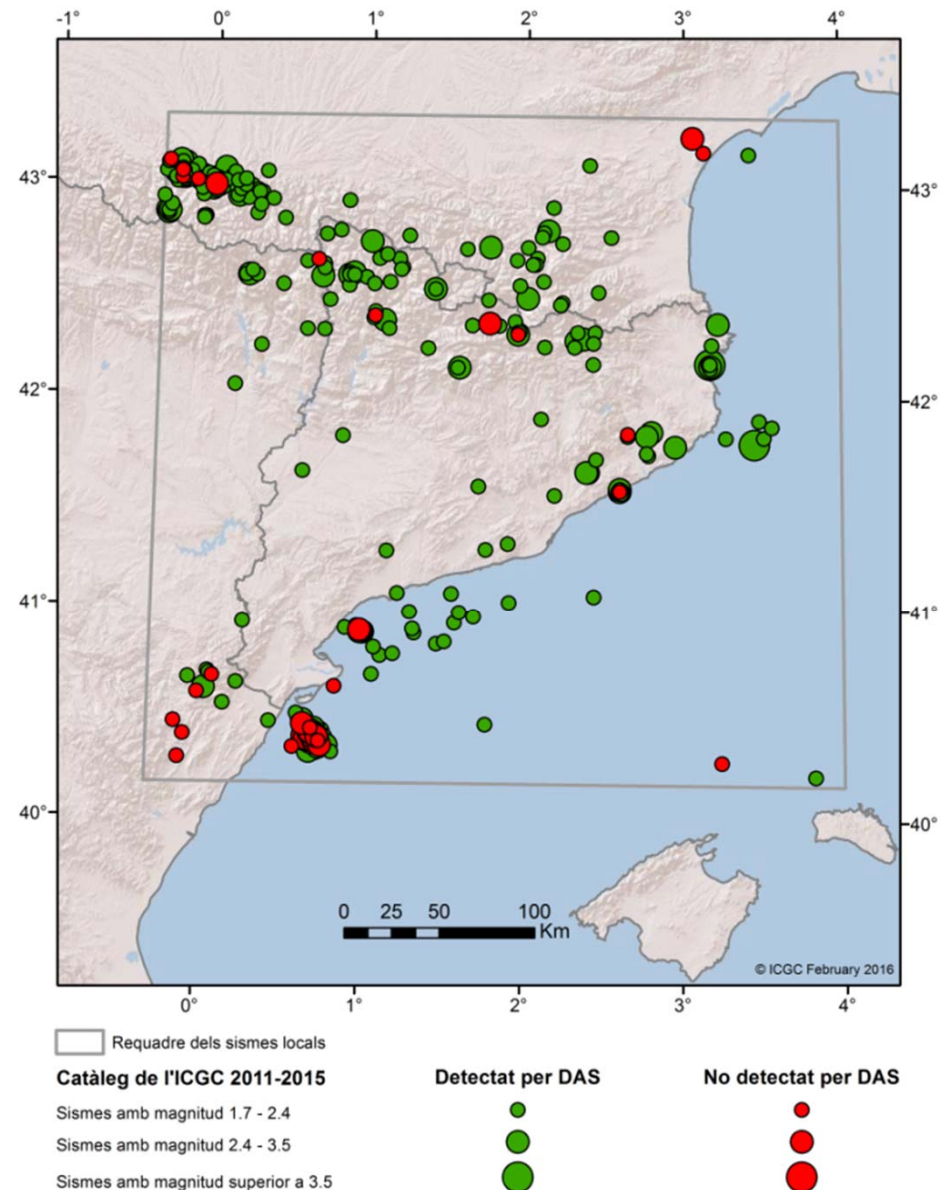 -1° 0° 1° 2° 3° 4°
43° 43°
42° 42°
41° 41°
40° 40°
0 25 50 100
Km
© ICGC February 2016
0° 1° 2° 3° 4°
Requadre dels sismes locals
Catàleg de l'ICGC 2011-2015 Detectat per DAS No detectat per DAS
Sismes amb magnitud 1.7 - 2.4
Sismes amb magnitud 2.4 - 3.5
Sismes amb magnitud superior a 3.5